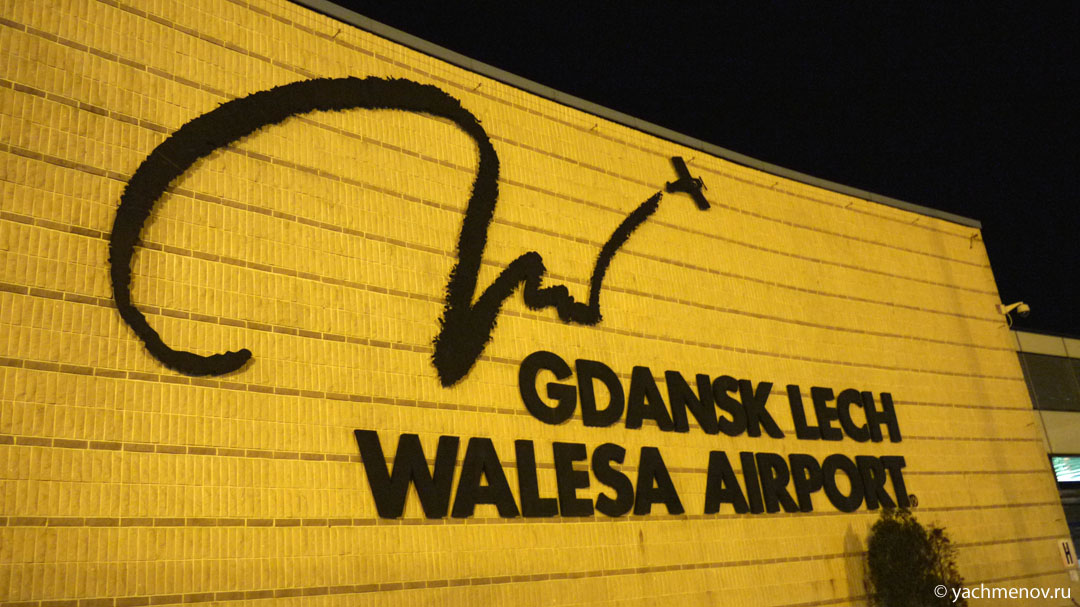 GDANSK LECH
WALESA AIRPORT
H
© yachmenov.ru